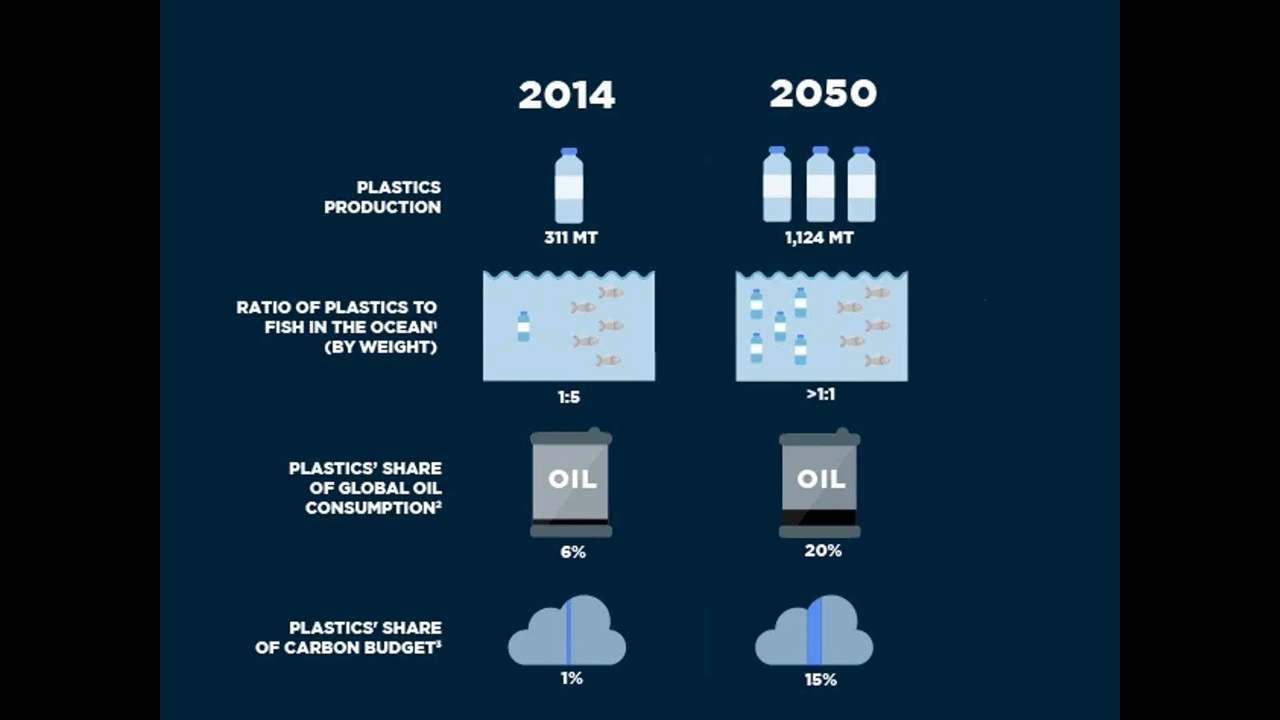 2014
2050
PLASTICS
PRODUCTION
311 MT
1,124 MT
RATIO OF PLASTICS TO
FISH IN THE OCEAN¹
(BY WEIGHT)
1:5
>1:1
PLASTICS' SHARE
OF GLOBAL OIL
CONSUMPTION²
OIL
OIL
6%
20%
PLASTICS' SHARE
OF CARBON BUDGET³
1%
15%